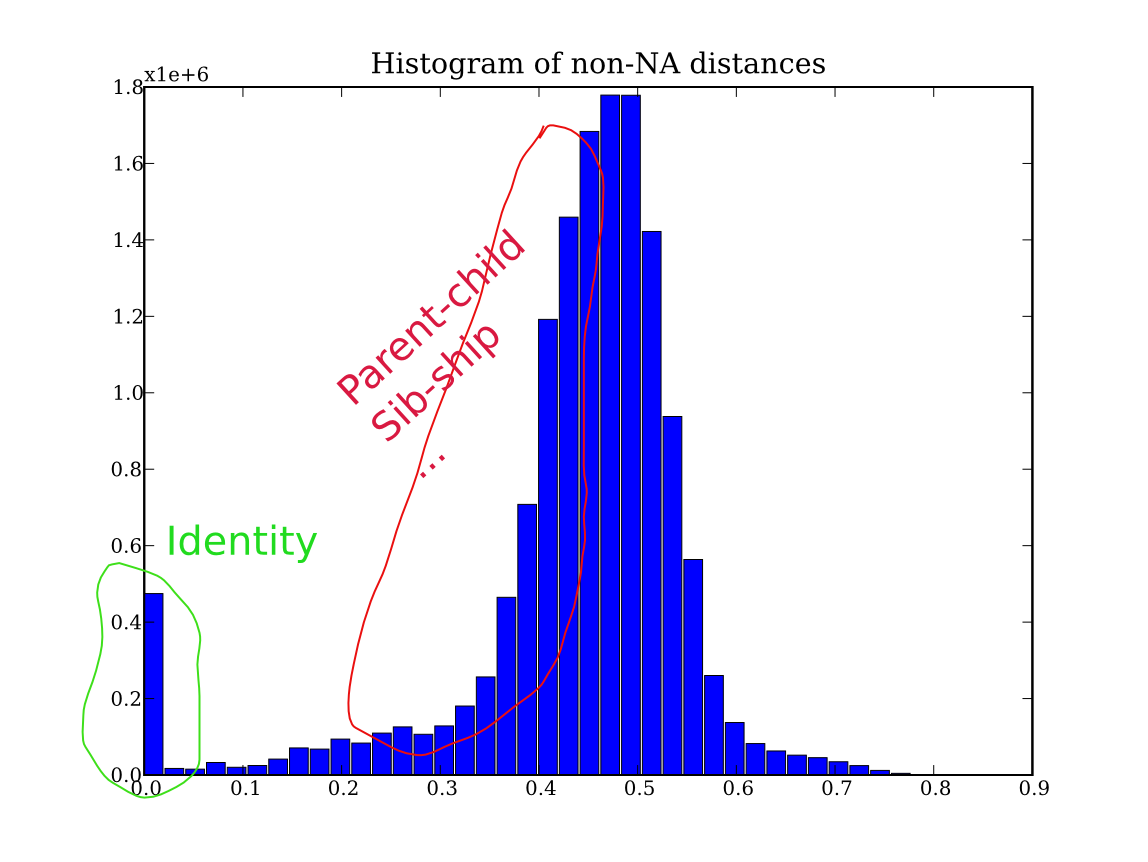 Histogram of non-NA distances
x1e+6
1.8
1.6
1.4
1.2
1.0
0.8
0.6
0.4
0.2
0.0
Parent-child
Sib-ship
...
Identity
0.0 0.1 0.2 0.3 0.4 0.5 0.6 0.7 0.8 0.9